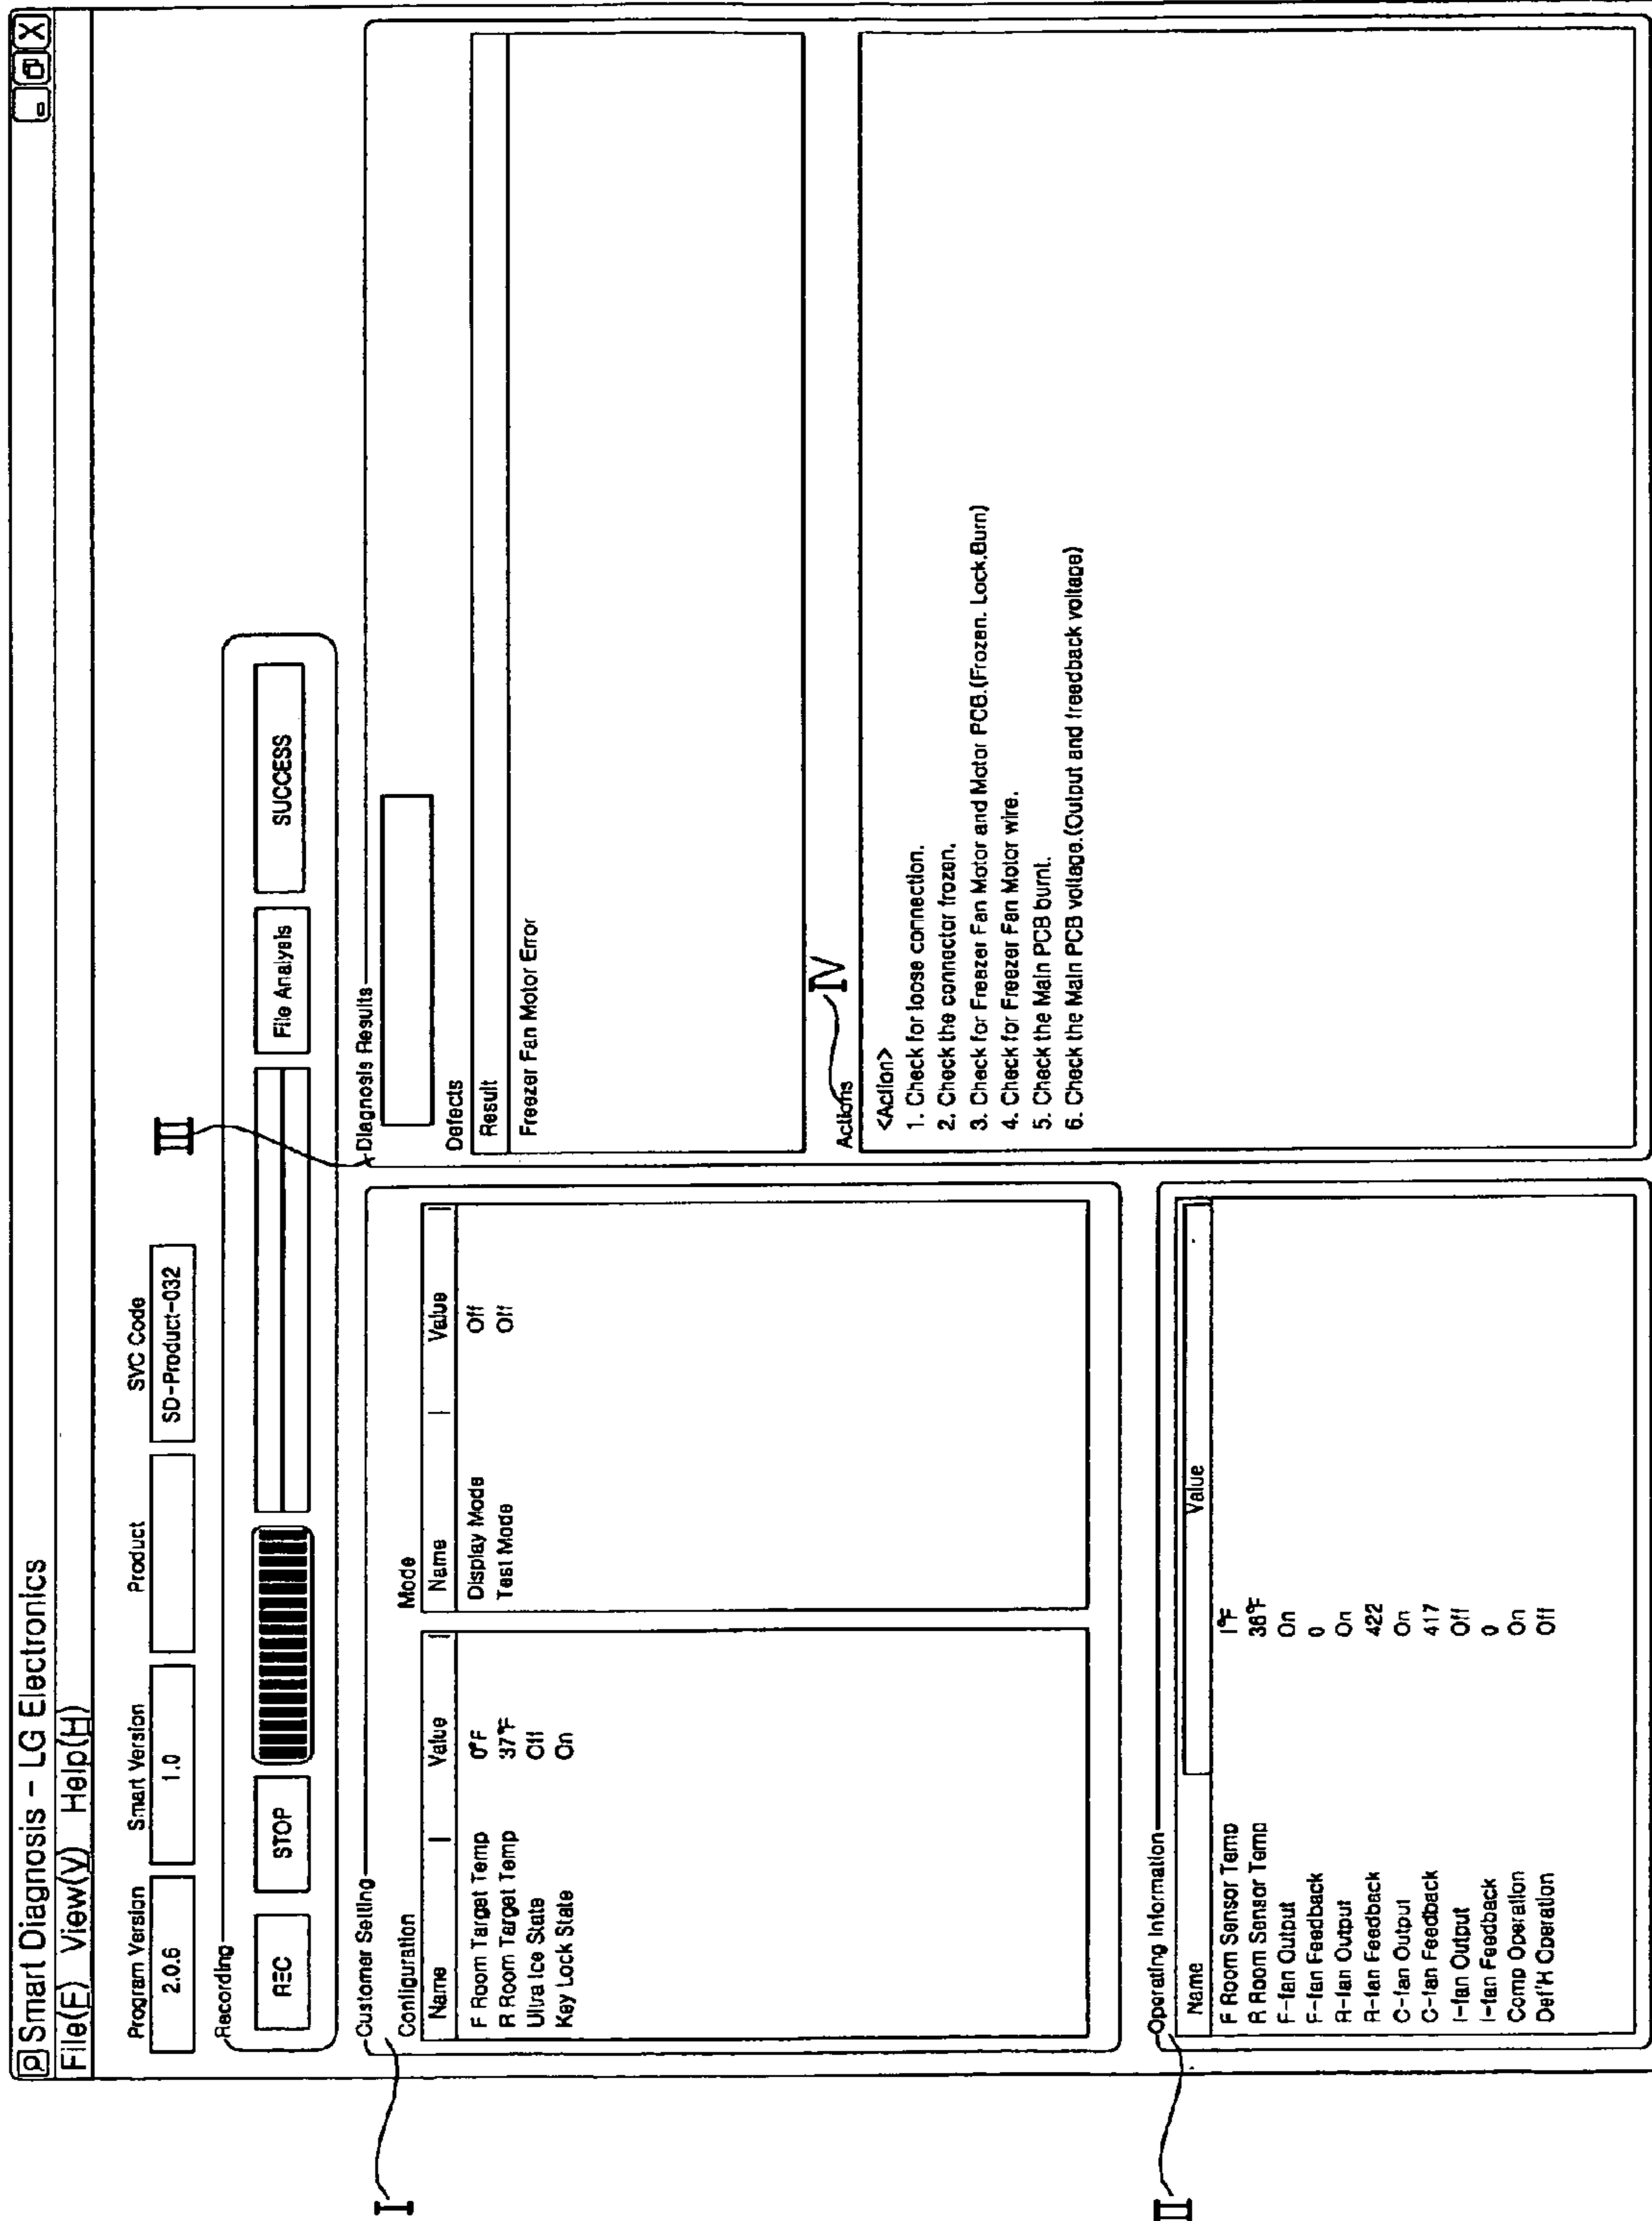 Smart Diagnosis - LG Electronics
File(F) View(V) Help(H)
Program Version
Smart Version
Product
SVC Code
2.0.6
1.0
SD-Product-032
III
Recording
REC
STOP
File Analysis
SUCCESS
I
Customer Setting
Configuration
Name
Value
F Room Target Temp 0°F
R Room Target Temp 37°F
Ultra Ice State Off
Key Lock State On
Mode
Name
Value
Display Mode Off
Test Mode Off
Diagnosis Results
Defects
Result
Freezer Fan Motor Error
IV
Actions
<Action>
1. Check for loose connection.
2. Check the connector frozen.
3. Check for Freezer Fan Motor and Motor PCB.(Frozen. Lock.Burn)
4. Check for Freezer Fan Motor wire.
5. Check the Main PCB burnt.
6. Check the Main PCB voltage.(Output and freedback voltage)
II
Operating Information
Name
Value
F Room Sensor Temp 1°F
R Room Sensor Temp 36°F
F-fan Output On
F-fan Feedback 0
R-fan Output On
R-fan Feedback 422
C-fan Output On
C-fan Feedback 417
I-fan Output Off
I-fan Feedback 0
Comp Operation On
Def'H Operation Off